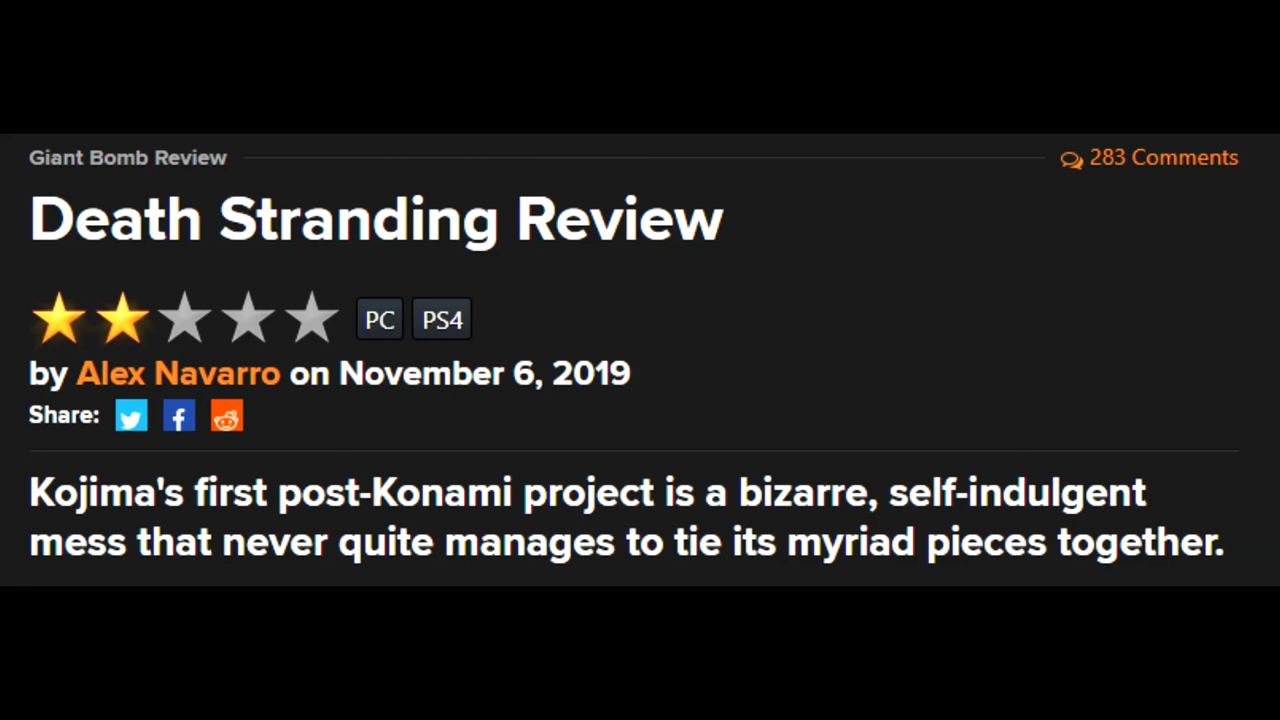 Giant Bomb Review
283 Comments
Death Stranding Review
PC PS4
by Alex Navarro on November 6, 2019
Share:
Kojima's first post-Konami project is a bizarre, self-indulgent
mess that never quite manages to tie its myriad pieces together.